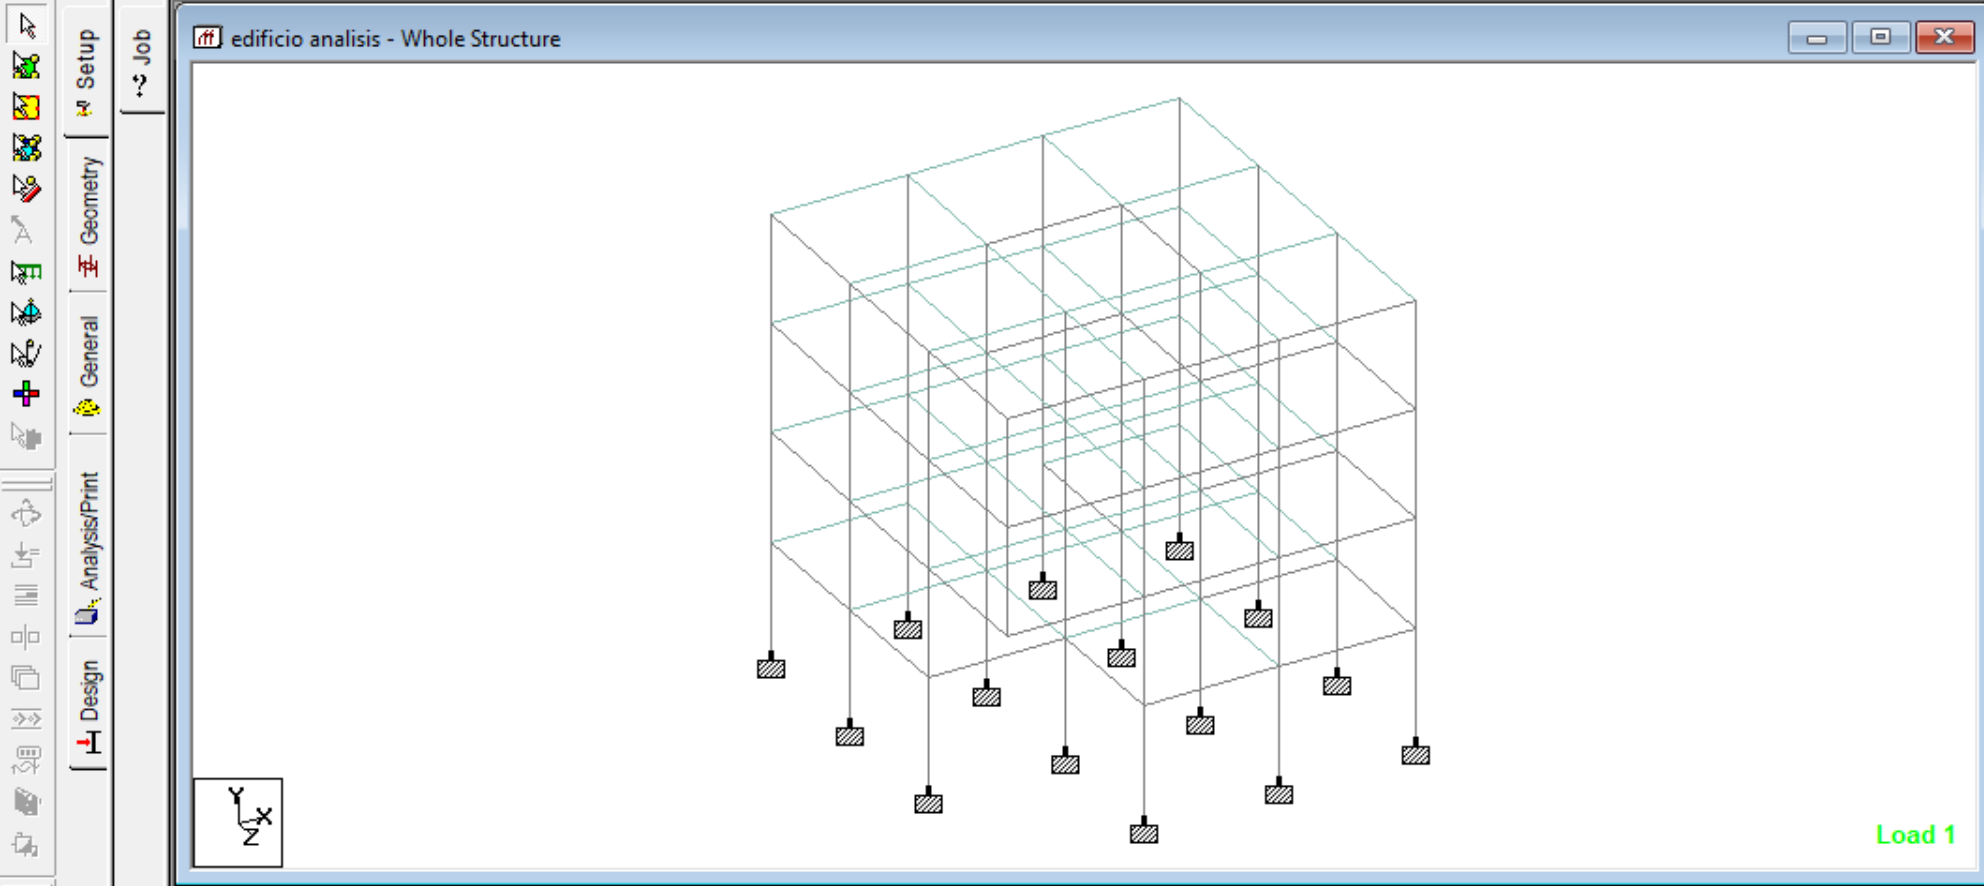 edificio analisis - Whole Structure
Setup
Geometry
General
Analysis/Print
Design
Job
Y
X
Z
Load 1